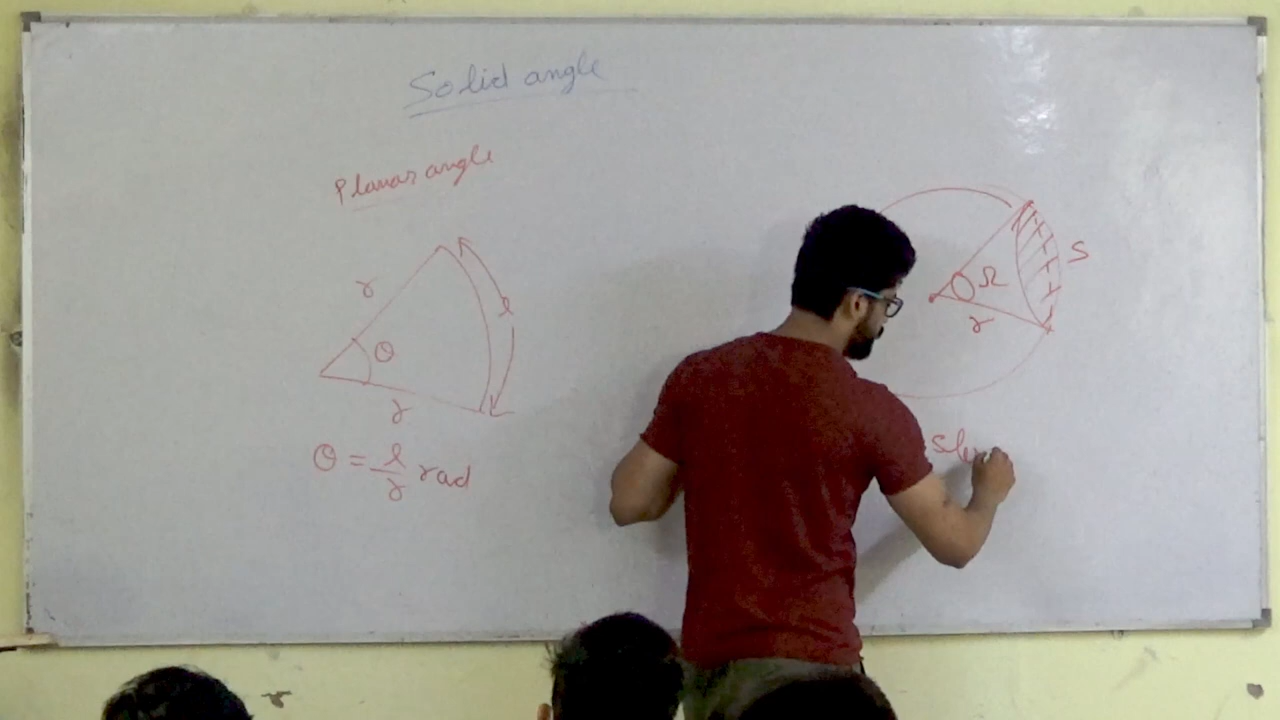 Solid angle
Planar angle
r
θ
l
r
θ = l/r rad
Ω
r
S